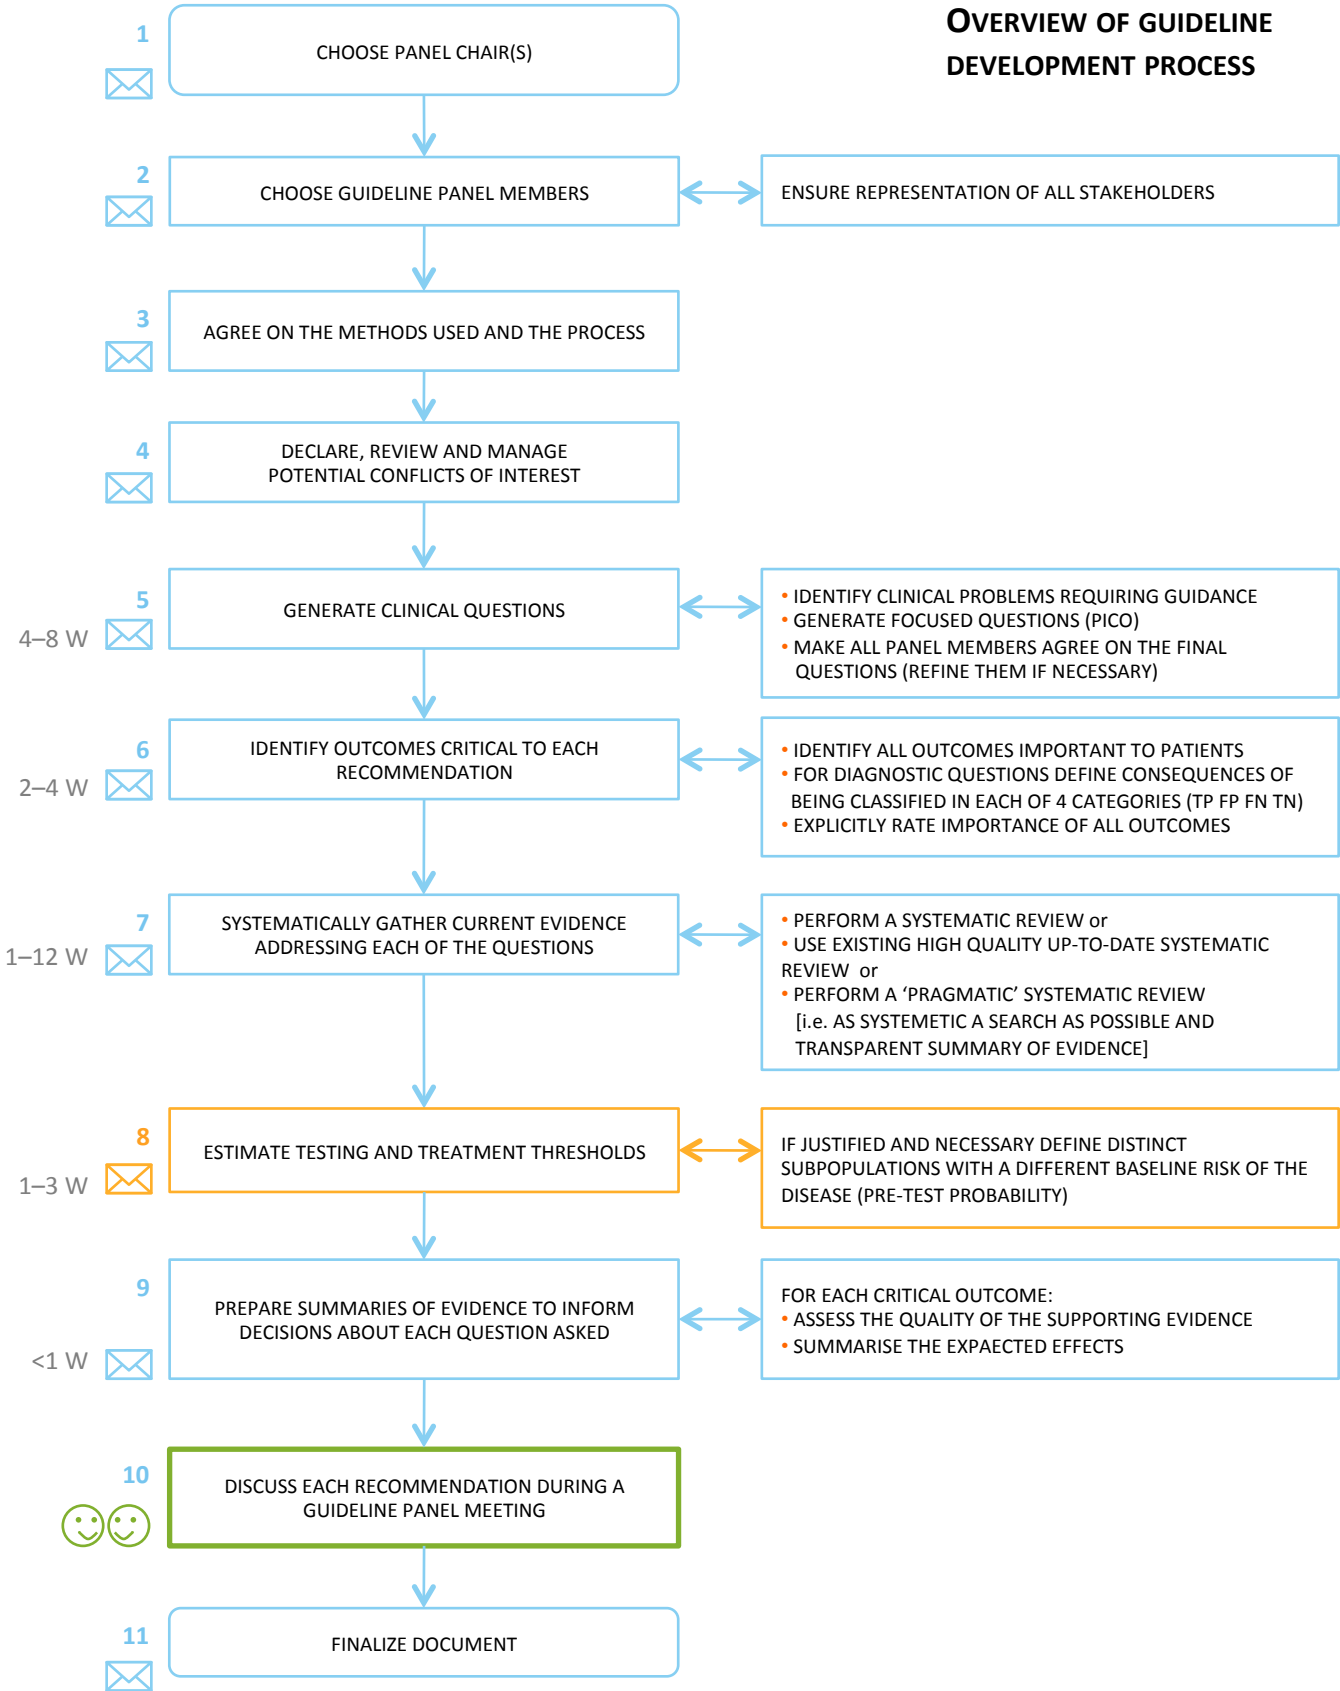 OVERVIEW OF GUIDELINE
DEVELOPMENT PROCESS
1
CHOOSE PANEL CHAIR(S)
2
CHOOSE GUIDELINE PANEL MEMBERS
ENSURE REPRESENTATION OF ALL STAKEHOLDERS
3
AGREE ON THE METHODS USED AND THE PROCESS
4
DECLARE, REVIEW AND MANAGE
POTENTIAL CONFLICTS OF INTEREST
5
4–8 W
GENERATE CLINICAL QUESTIONS
• IDENTIFY CLINICAL PROBLEMS REQUIRING GUIDANCE
• GENERATE FOCUSED QUESTIONS (PICO)
• MAKE ALL PANEL MEMBERS AGREE ON THE FINAL
QUESTIONS (REFINE THEM IF NECESSARY)
6
2–4 W
IDENTIFY OUTCOMES CRITICAL TO EACH
RECOMMENDATION
• IDENTIFY ALL OUTCOMES IMPORTANT TO PATIENTS
• FOR DIAGNOSTIC QUESTIONS DEFINE CONSEQUENCES OF
BEING CLASSIFIED IN EACH OF 4 CATEGORIES (TP FP FN TN)
• EXPLICITLY RATE IMPORTANCE OF ALL OUTCOMES
7
1–12 W
SYSTEMATICALLY GATHER CURRENT EVIDENCE
ADDRESSING EACH OF THE QUESTIONS
• PERFORM A SYSTEMATIC REVIEW or
• USE EXISTING HIGH QUALITY UP-TO-DATE SYSTEMATIC
REVIEW or
• PERFORM A ‘PRAGMATIC’ SYSTEMATIC REVIEW
[i.e. AS SYSTEMETIC A SEARCH AS POSSIBLE AND
TRANSPARENT SUMMARY OF EVIDENCE]
8
1–3 W
ESTIMATE TESTING AND TREATMENT THRESHOLDS
IF JUSTIFIED AND NECESSARY DEFINE DISTINCT
SUBPOPULATIONS WITH A DIFFERENT BASELINE RISK OF THE
DISEASE (PRE-TEST PROBABILITY)
9
<1 W
PREPARE SUMMARIES OF EVIDENCE TO INFORM
DECISIONS ABOUT EACH QUESTION ASKED
FOR EACH CRITICAL OUTCOME:
• ASSESS THE QUALITY OF THE SUPPORTING EVIDENCE
• SUMMARISE THE EXPAECTED EFFECTS
10
DISCUSS EACH RECOMMENDATION DURING A
GUIDELINE PANEL MEETING
11
FINALIZE DOCUMENT